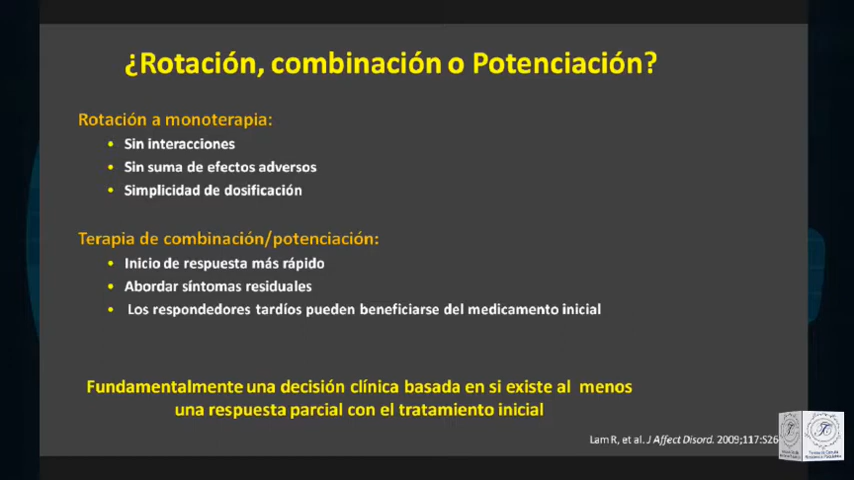 ¿Rotación, combinación o Potenciación?
Rotación a monoterapia:
• Sin interacciones
• Sin suma de efectos adversos
• Simplicidad de dosificación
Terapia de combinación/potenciación:
• Inicio de respuesta más rápido
• Abordar síntomas residuales
• Los respondedores tardíos pueden beneficiarse del medicamento inicial
Fundamentalmente una decisión clínica basada en si existe al menos
una respuesta parcial con el tratamiento inicial
Lam R, et al. J Affect Disord. 2009;117:S26